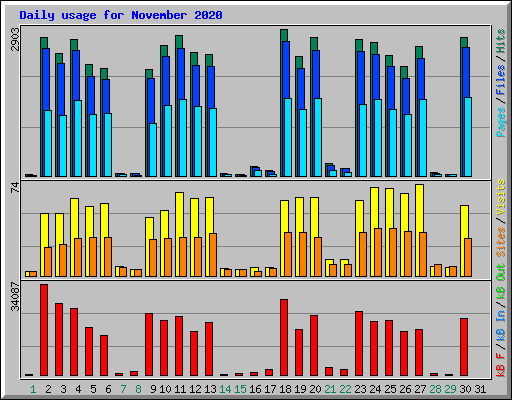 Daily usage for November 2020
2903
Pages / Files / Hits
74
Sites / Visits
34087
kB F / kB In / kB Out
1 2 3 4 5 6 7 8 9 10 11 12 13 14 15 16 17 18 19 20 21 22 23 24 25 26 27 28 29 30 31